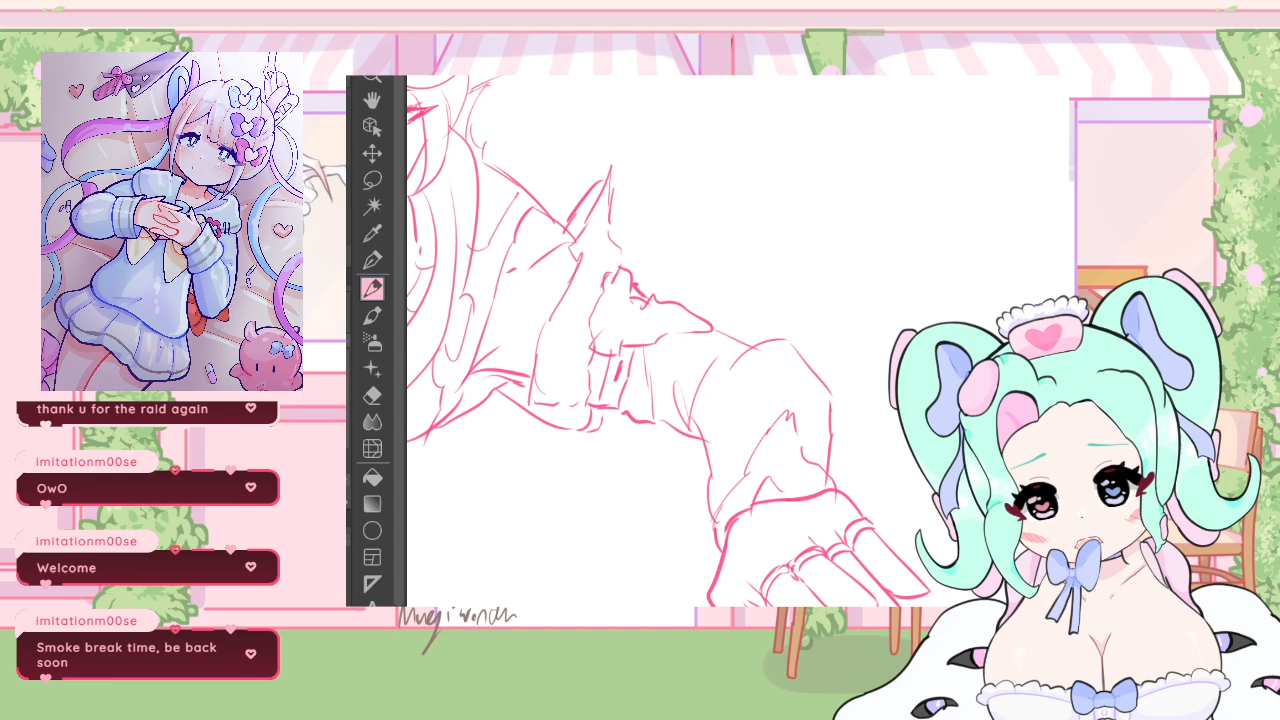 thank u for the raid again
imitationm00se
OwO
imitationm00se
Welcome
imitationm00se
Smoke break time, be back
soon